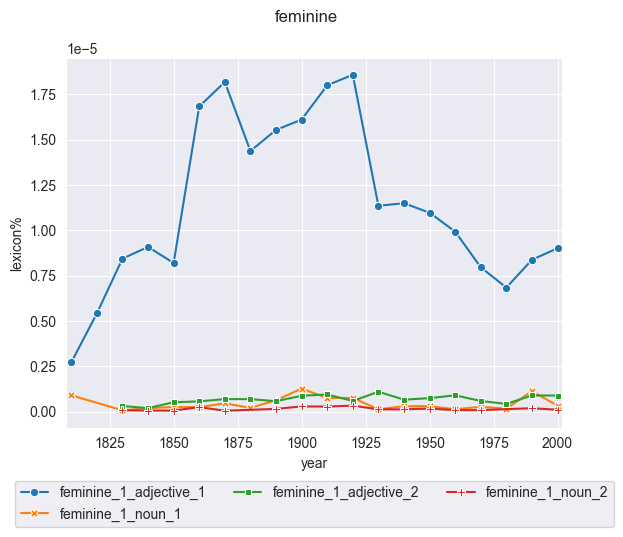 feminine
1e−5
1.75
1.50
1.25
1.00
0.75
0.50
0.25
0.00
lexicon%
1825 1850 1875 1900 1925 1950 1975 2000
year
feminine_1_adjective_1 feminine_1_adjective_2 feminine_1_noun_2
feminine_1_noun_1